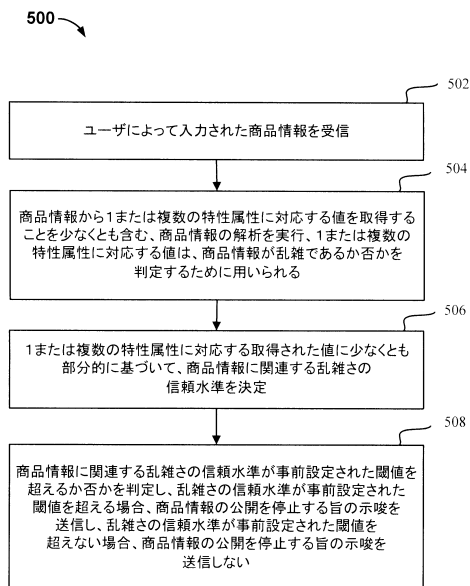 500
502
ユーザによって入力された商品情報を受信
504
商品情報から1または複数の特性属性に対応する値を取得する
ことを少なくとも含む、商品情報の解析を実行、1または複数の
特性属性に対応する値は、商品情報が乱雑であるか否かを
判定するために用いられる
506
1または複数の特性属性に対応する取得された値に少なくとも
部分的に基づいて、商品情報に関連する乱雑さの
信頼水準を決定
508
商品情報に関連する乱雑さの信頼水準が事前設定された閾値を
超えるか否かを判定し、乱雑さの信頼水準が事前設定された
閾値を超える場合、商品情報の公開を停止する旨の示唆を
送信し、乱雑さの信頼水準が事前設定された閾値を
超えない場合、商品情報の公開を停止する旨の示唆を
送信しない